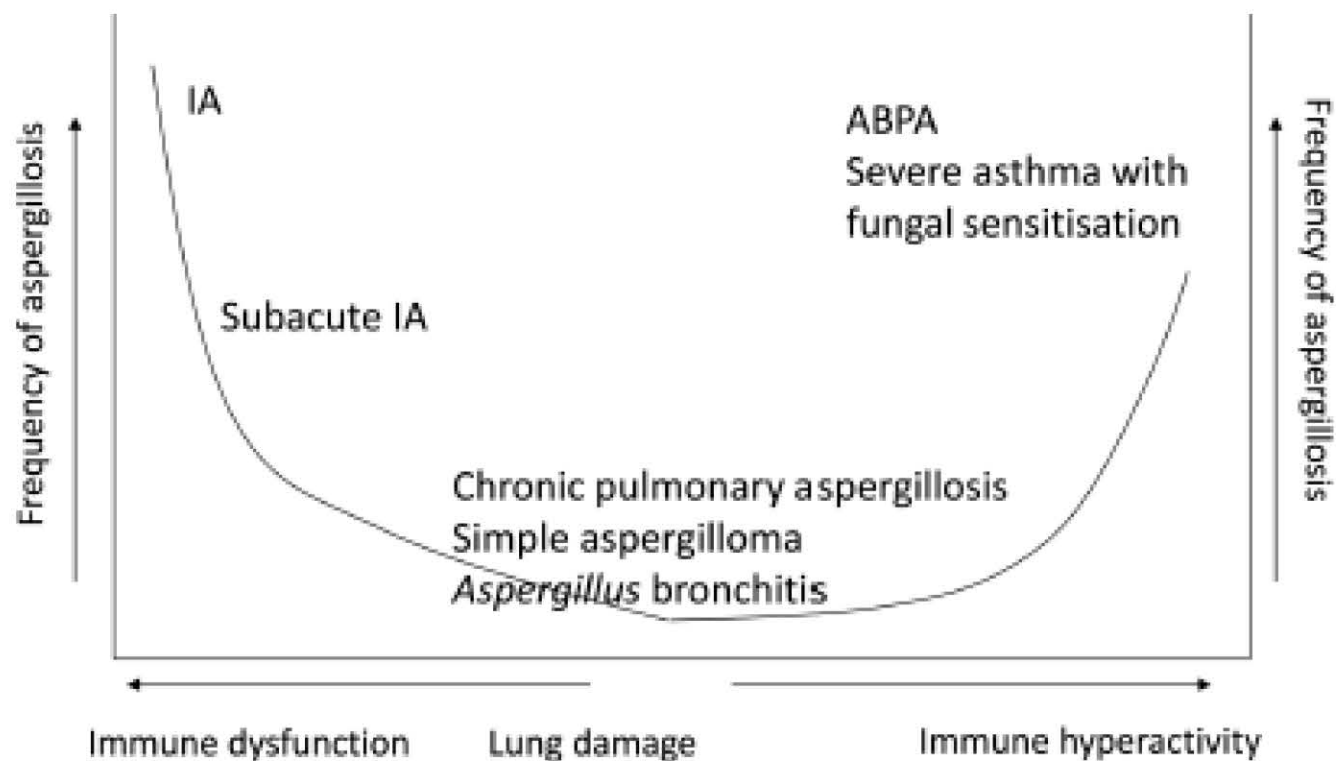 Frequency of aspergillosis
IA
Subacute IA
ABPA
Severe asthma with
fungal sensitisation
Chronic pulmonary aspergillosis
Simple aspergilloma
Aspergillus bronchitis
Frequency of aspergillosis
Immune dysfunction
Lung damage
Immune hyperactivity